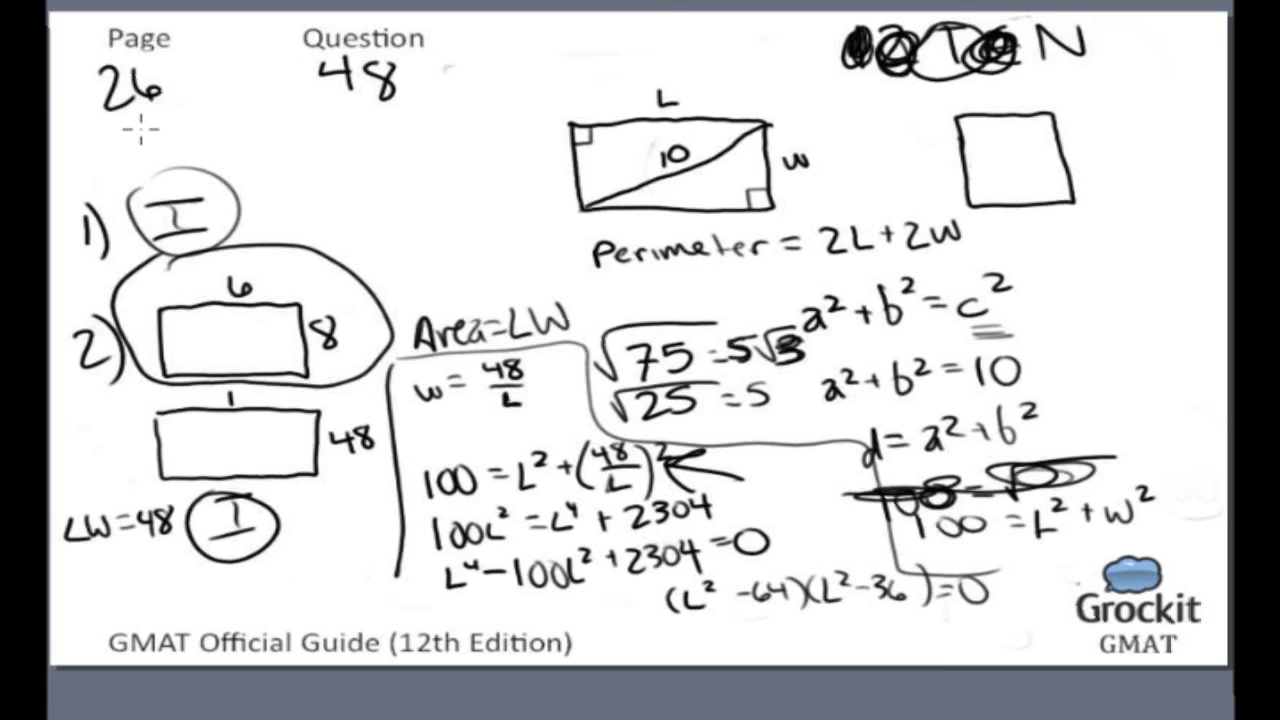 Page Question
26 48
T N
L
10
w
Perimeter = 2L + 2W
1) I
2)
6
8
1
48
LW = 48 I
Area = LW
w = 48/L
100 = L² + (48/L)²
100L² = L⁴ + 2304
L⁴ - 100L² + 2304 = 0
(L² - 64)(L² - 36) = 0
√75 = 5√3
√25 = 5
a² + b² = c²
a² + b² = 10
d = a² + b²
100 = L² + W²
Grockit
GMAT
GMAT Official Guide (12th Edition)